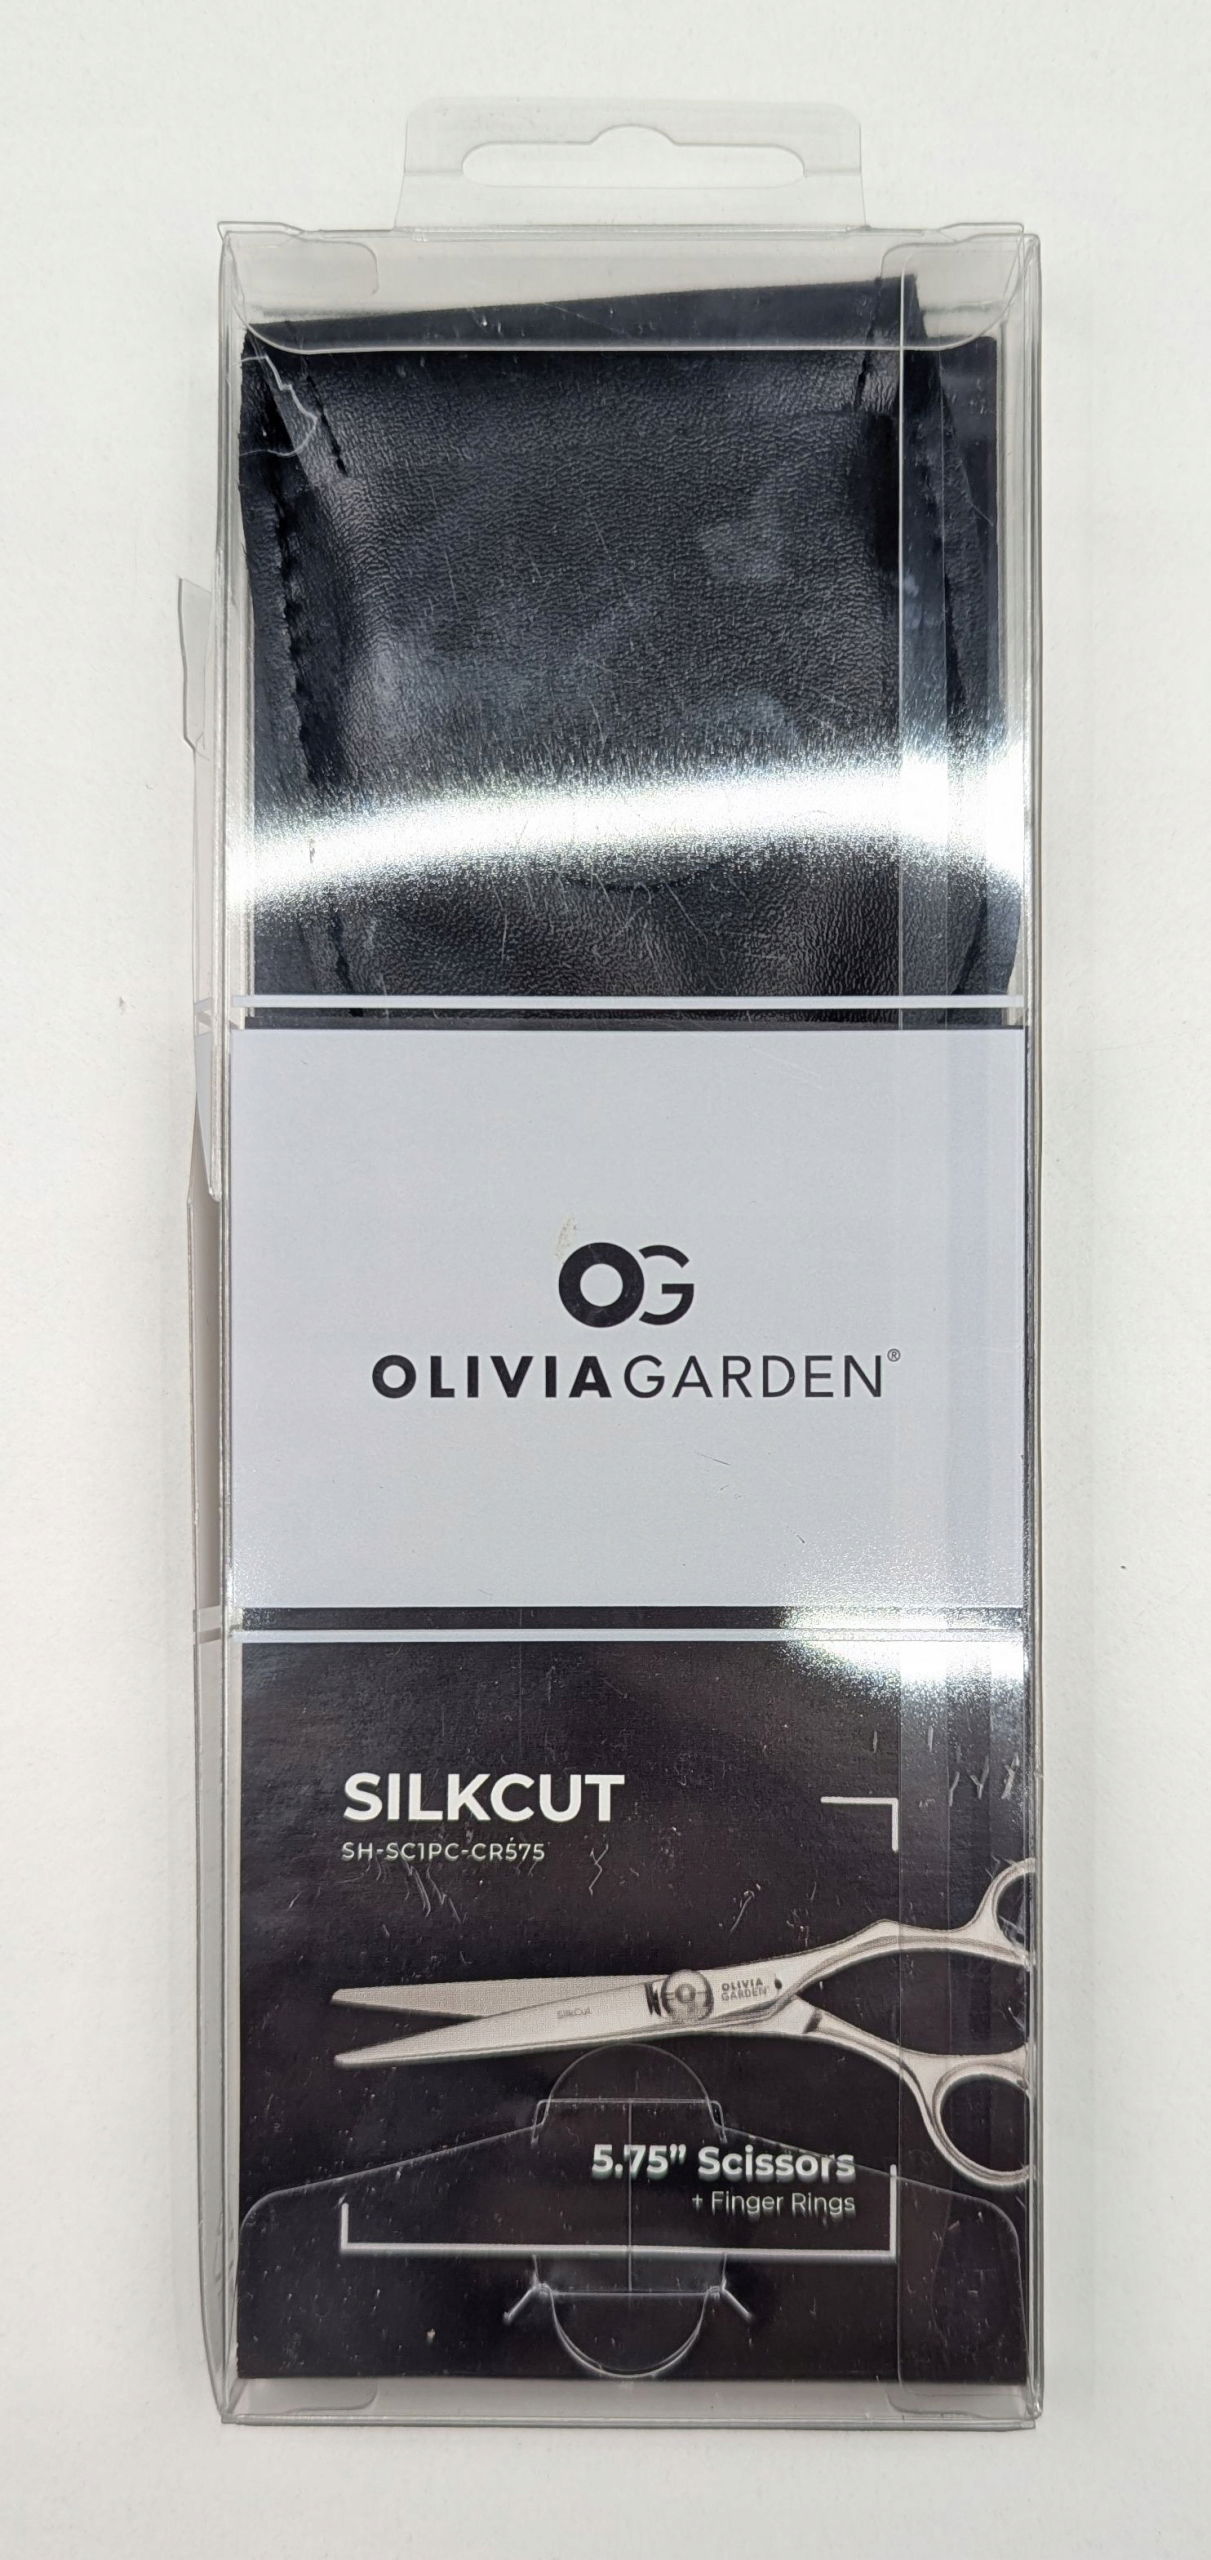 OG
OLIVIAGARDEN®
SILKCUT
SH-SC1PC-CR575
SILKCUT
OLIVIA
GARDEN®
5.75” Scissors
+ Finger Rings